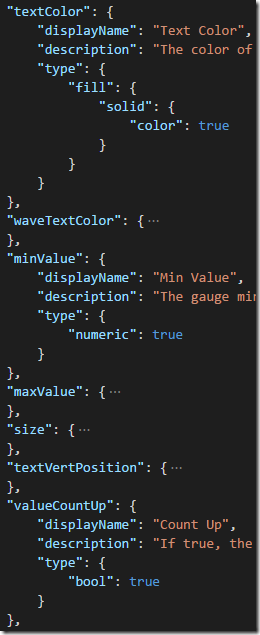 "textColor": {
"displayName": "Text Color",
"description": "The color of
"type": {
"fill": {
"solid": {
"color": true
}
}
}
},
"waveTextColor": {···
},
"minValue": {
"displayName": "Min Value",
"description": "The gauge min
"type": {
"numeric": true
}
},
"maxValue": {···
},
"size": {···
},
"textVertPosition": {···
},
"valueCountUp": {
"displayName": "Count Up",
"description": "If true, the
"type": {
"bool": true
}
},